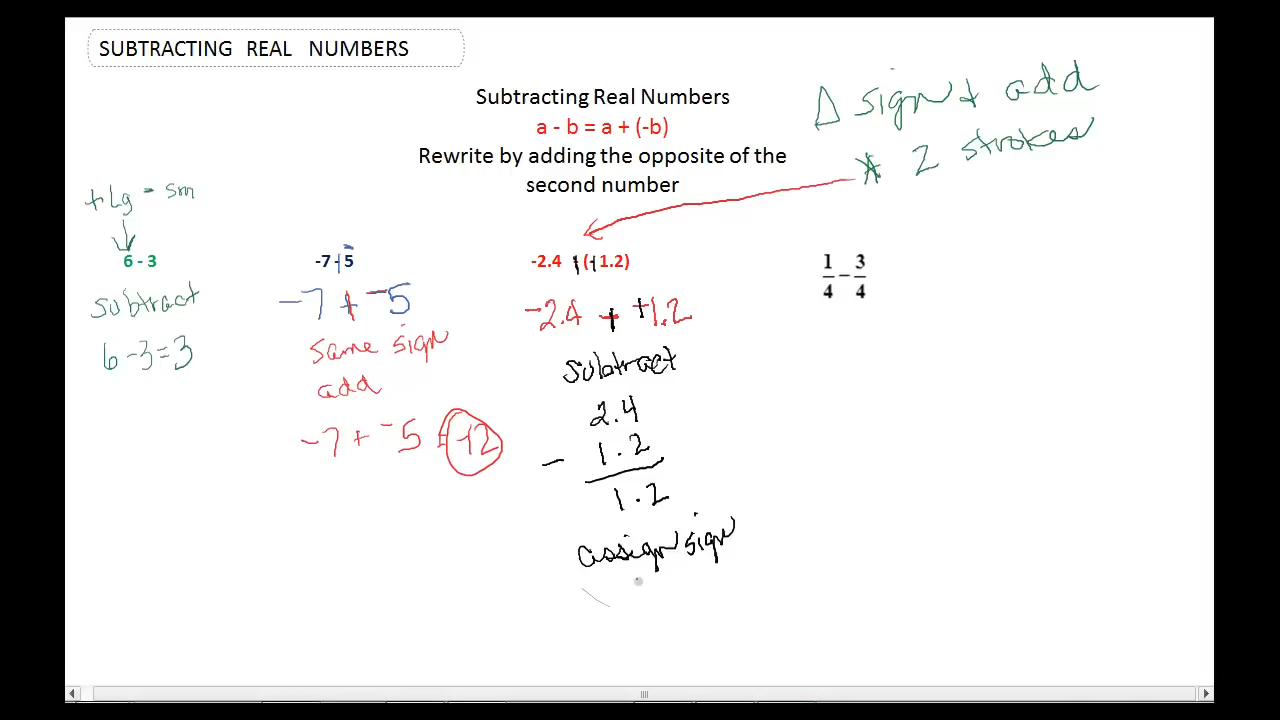 SUBTRACTING REAL NUMBERS
Subtracting Real Numbers
a - b = a + (-b)
Rewrite by adding the opposite of the
second number
Δ sign + add
* 2 strokes
+ Lg - sm
6 - 3
subtract
6 - 3 = 3
-7 + -5
-7 + -5
same sign
add
-7 + -5 = -12
-2.4 + (+1.2)
-2.4 + +1.2
subtract
2.4
- 1.2
1.2
assign sign
1/4 - 3/4